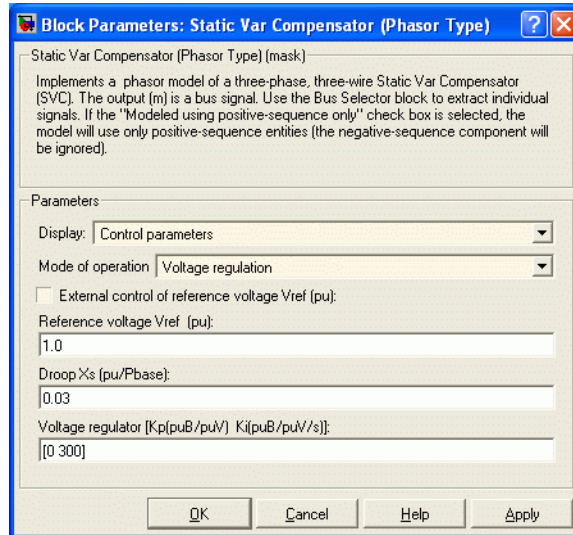 Block Parameters: Static Var Compensator (Phasor Type)
Static Var Compensator (Phasor Type) (mask)
Implements a phasor model of a three-phase, three-wire Static Var Compensator
(SVC). The output (m) is a bus signal. Use the Bus Selector block to extract individual
signals. If the "Modeled using positive-sequence only" check box is selected, the
model will use only positive-sequence entities (the negative-sequence component will
be ignored).
Parameters
Display: Control parameters
Mode of operation Voltage regulation
External control of reference voltage Vref (pu):
Reference voltage Vref (pu):
1.0
Droop Xs (pu/Pbase):
0.03
Voltage regulator [Kp(puB/puV) Ki(puB/puV/s)]:
[0 300]
OK Cancel Help Apply